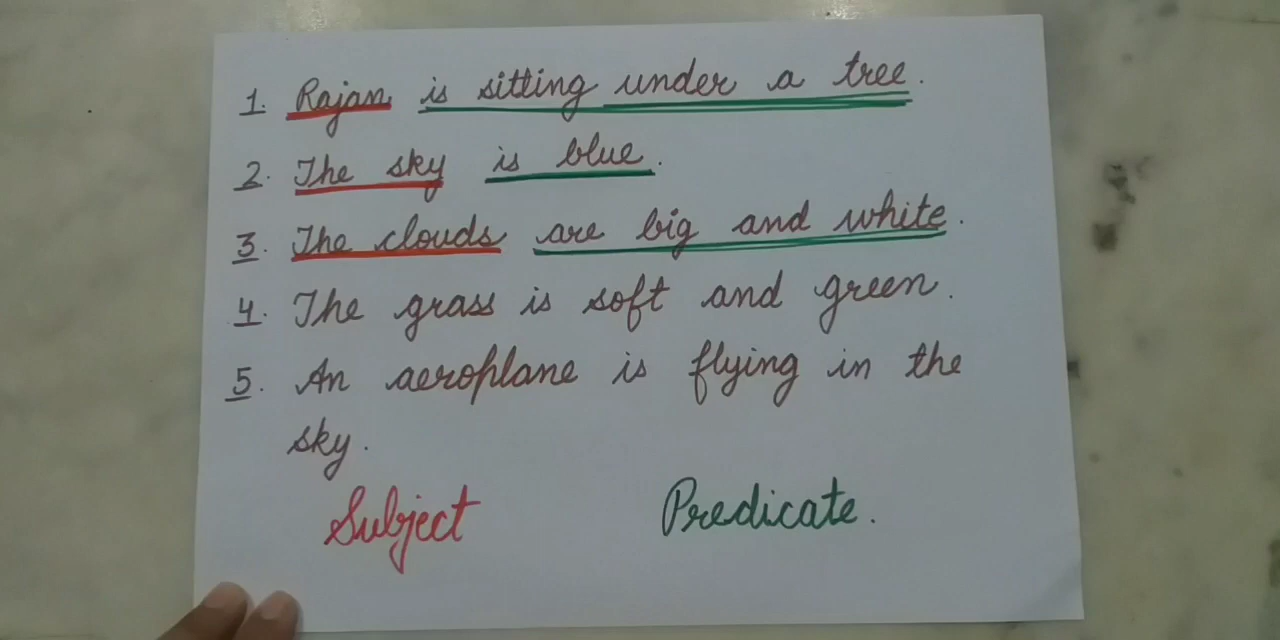 1. Rajan is sitting under a tree.
2. The sky is blue.
3. The clouds are big and white.
4. The grass is soft and green.
5. An aeroplane is flying in the
sky.
Subject Predicate.